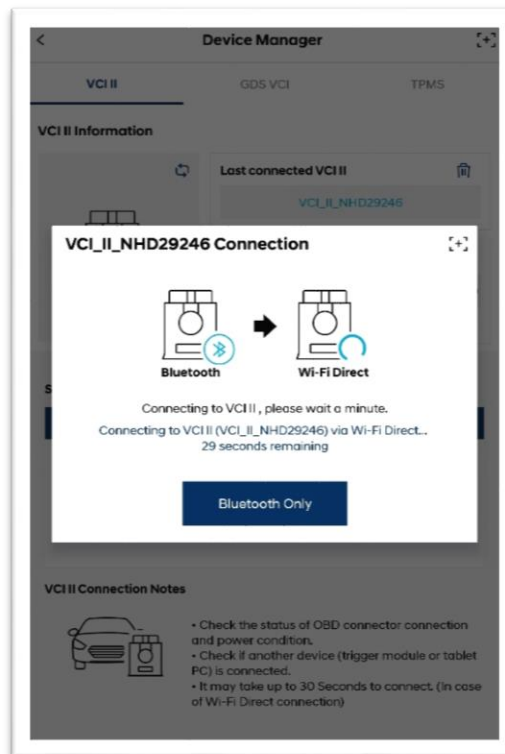 < Device Manager [+]
VCI II GDS VCI TPMS
VCI II Information
Last connected VCI II
VCI_II_NHD29246
VCI_II_NHD29246 Connection [+]
Bluetooth Wi-Fi Direct
Connecting to VCI II , please wait a minute.
Connecting to VCI II (VCI_II_NHD29246) via Wi-Fi Direct...
29 seconds remaining
S
Bluetooth Only
VCI II Connection Notes
• Check the status of OBD connector connection
and power condition.
• Check if another device (trigger module or tablet
PC) is connected.
• It may take up to 30 Seconds to connect. (In case
of Wi-Fi Direct connection)